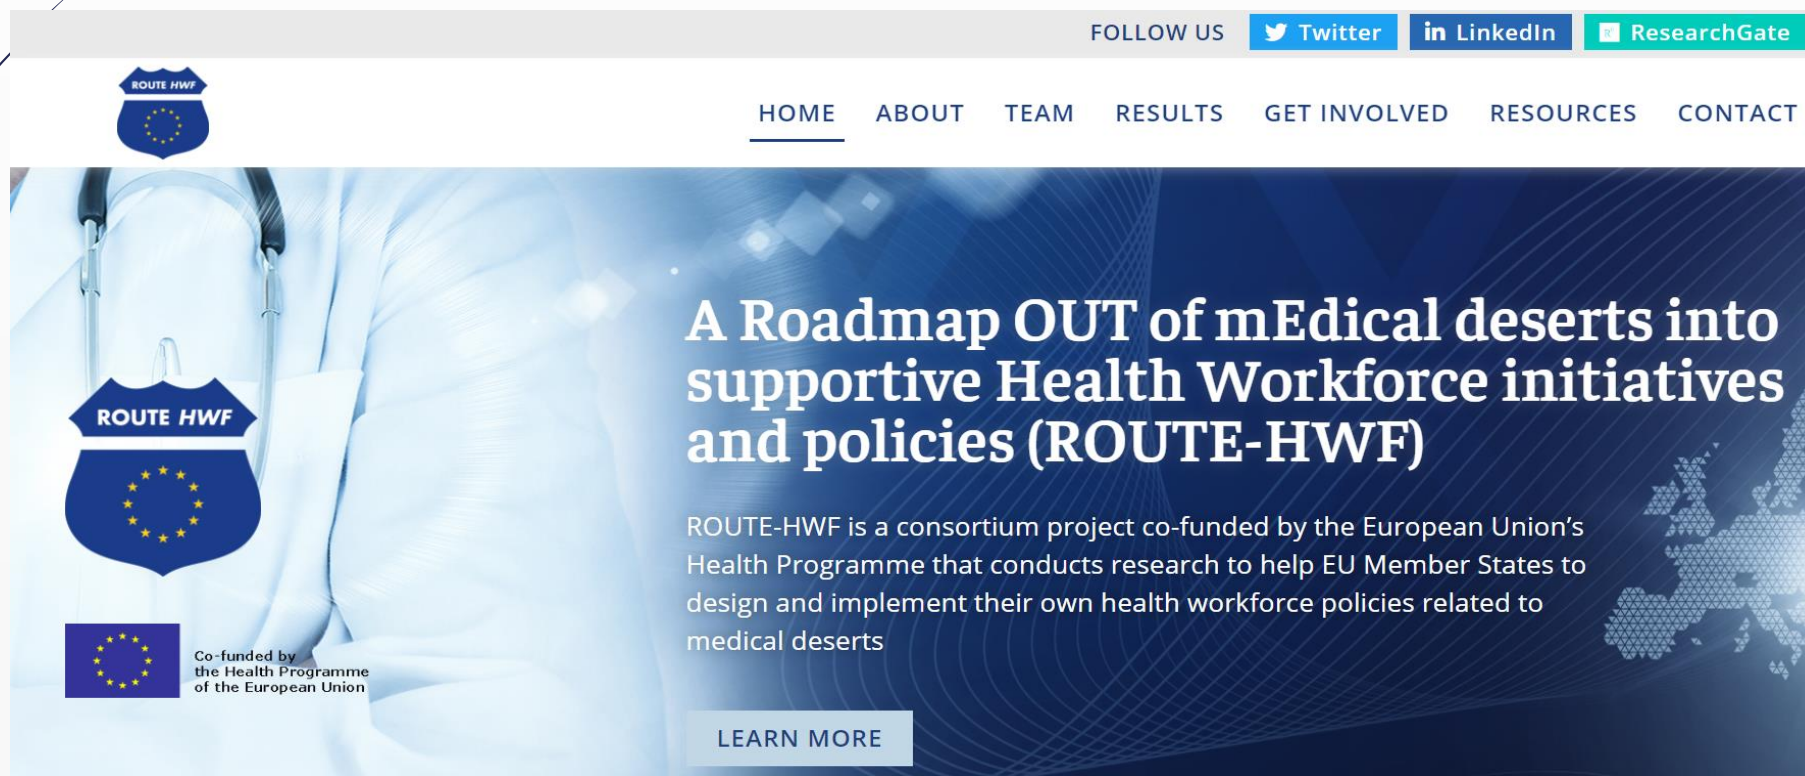 FOLLOW US Twitter in LinkedIn ResearchGate
ROUTE HWF
HOME ABOUT TEAM RESULTS GET INVOLVED RESOURCES CONTACT
A Roadmap OUT of mEdical deserts into
supportive Health Workforce initiatives
and policies (ROUTE-HWF)
ROUTE HWF
ROUTE-HWF is a consortium project co-funded by the European Union’s
Health Programme that conducts research to help EU Member States to
design and implement their own health workforce policies related to
medical deserts
Co-funded by
the Health Programme
of the European Union
LEARN MORE